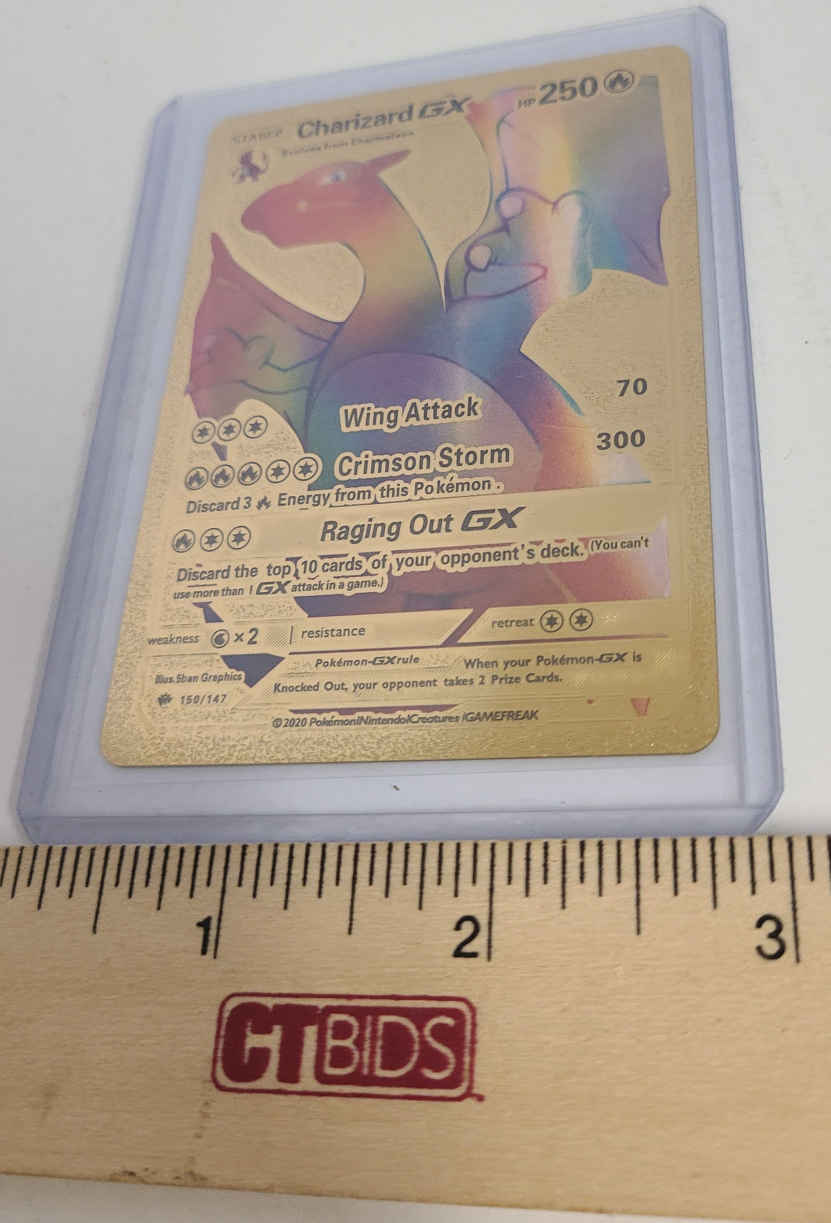 STAGE2 Charizard GX HP250
Evolves from Charmeleon
Wing Attack 70
Crimson Storm 300
Discard 3 Energy from this Pokémon .
Raging Out GX
Discard the top 10 cards of your opponent's deck. (You can't
use more than 1 GX attack in a game.)
weakness ×2 resistance retreat
Pokémon-GXrule When your Pokémon-GX is
Knocked Out, your opponent takes 2 Prize Cards.
Illus.5ban Graphics
150/147
©2020 Pokémon/Nintendo/Creatures /GAMEFREAK
1 2 3
CTBIDS